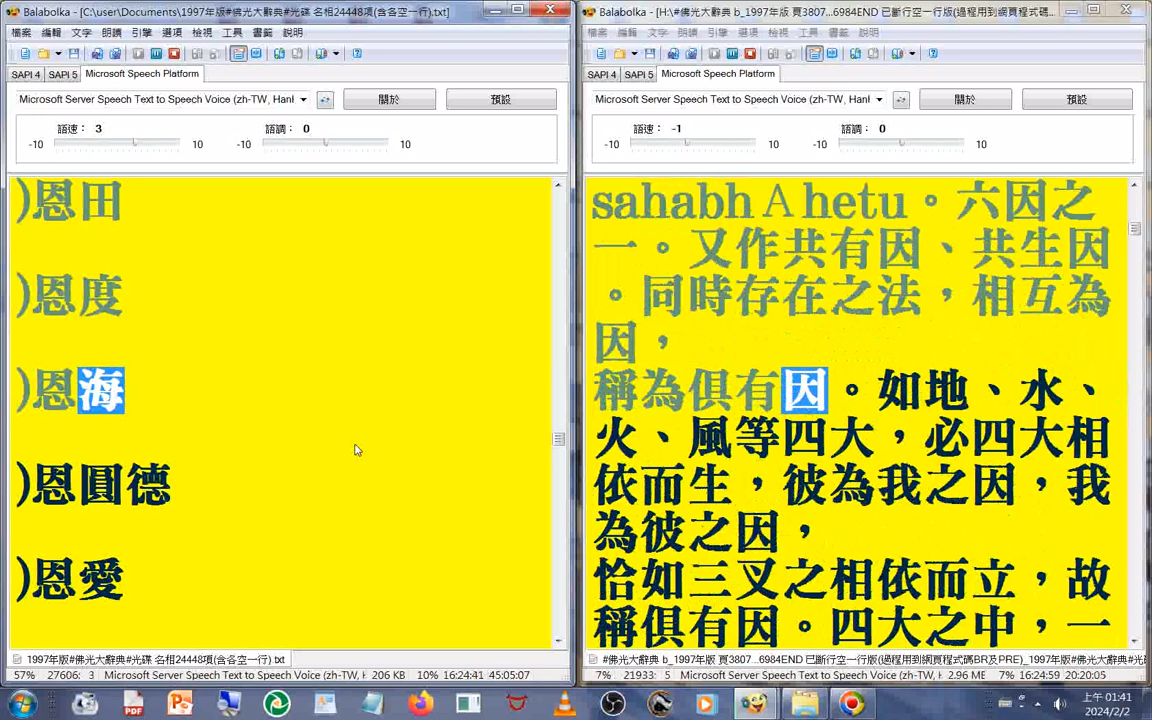 Balabolka - [C:\user\Documents\1997年版#佛光大辭典#光碟 名相24448項(含各空一行).txt]
檔案 編輯 文字 朗讀 引擎 選項 檢視 工具 書籤 說明
SAPI 4 SAPI 5 Microsoft Speech Platform
Microsoft Server Speech Text to Speech Voice (zh-TW, Hanl
關於 預設
語速： 3 語調： 0
-10 10 -10 10
)恩田
)恩度
)恩海
)恩圓德
)恩愛
1997年版#佛光大辭典#光碟 名相24448項(含各空一行).txt
57% 27606: 3 Microsoft Server Speech Text to Speech Voice (zh-TW, H 206 KB 10% 16:24:41 45:05:07
Balabolka - [H:\#佛光大辭典 b_1997年版 頁3807...6984END 已斷行空一行版(過程用到網頁程式碼...
檔案 編輯 文字 朗讀 引擎 選項 檢視 工具 書籤 說明
SAPI 4 SAPI 5 Microsoft Speech Platform
Microsoft Server Speech Text to Speech Voice (zh-TW, Hanl
關於 預設
語速： -1 語調： 0
-10 10 -10 10
sahabhＡhetu。六因之
一。又作共有因、共生因
。同時存在之法，相互為
因，
稱為俱有因。如地、水、
火、風等四大，必四大相
依而生，彼為我之因，我
為彼之因，
恰如三叉之相依而立，故
稱俱有因。四大之中，一
#佛光大辭典 b_1997年版 頁3807...6984END 已斷行空一行版(過程用到網頁程式碼BR及PRE)_1997年版#光
7% 21933: 5 Microsoft Server Speech Text to Speech Voice (zh-TW, H 2.96 ME 7% 16:24:59 20:20:05
上午 01:41
2024/2/2